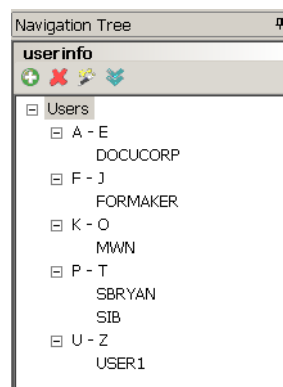 Navigation Tree
userinfo
Users
A - E
DOCUCORP
F - J
FORMAKER
K - O
MWN
P - T
SBRYAN
SIB
U - Z
USER1